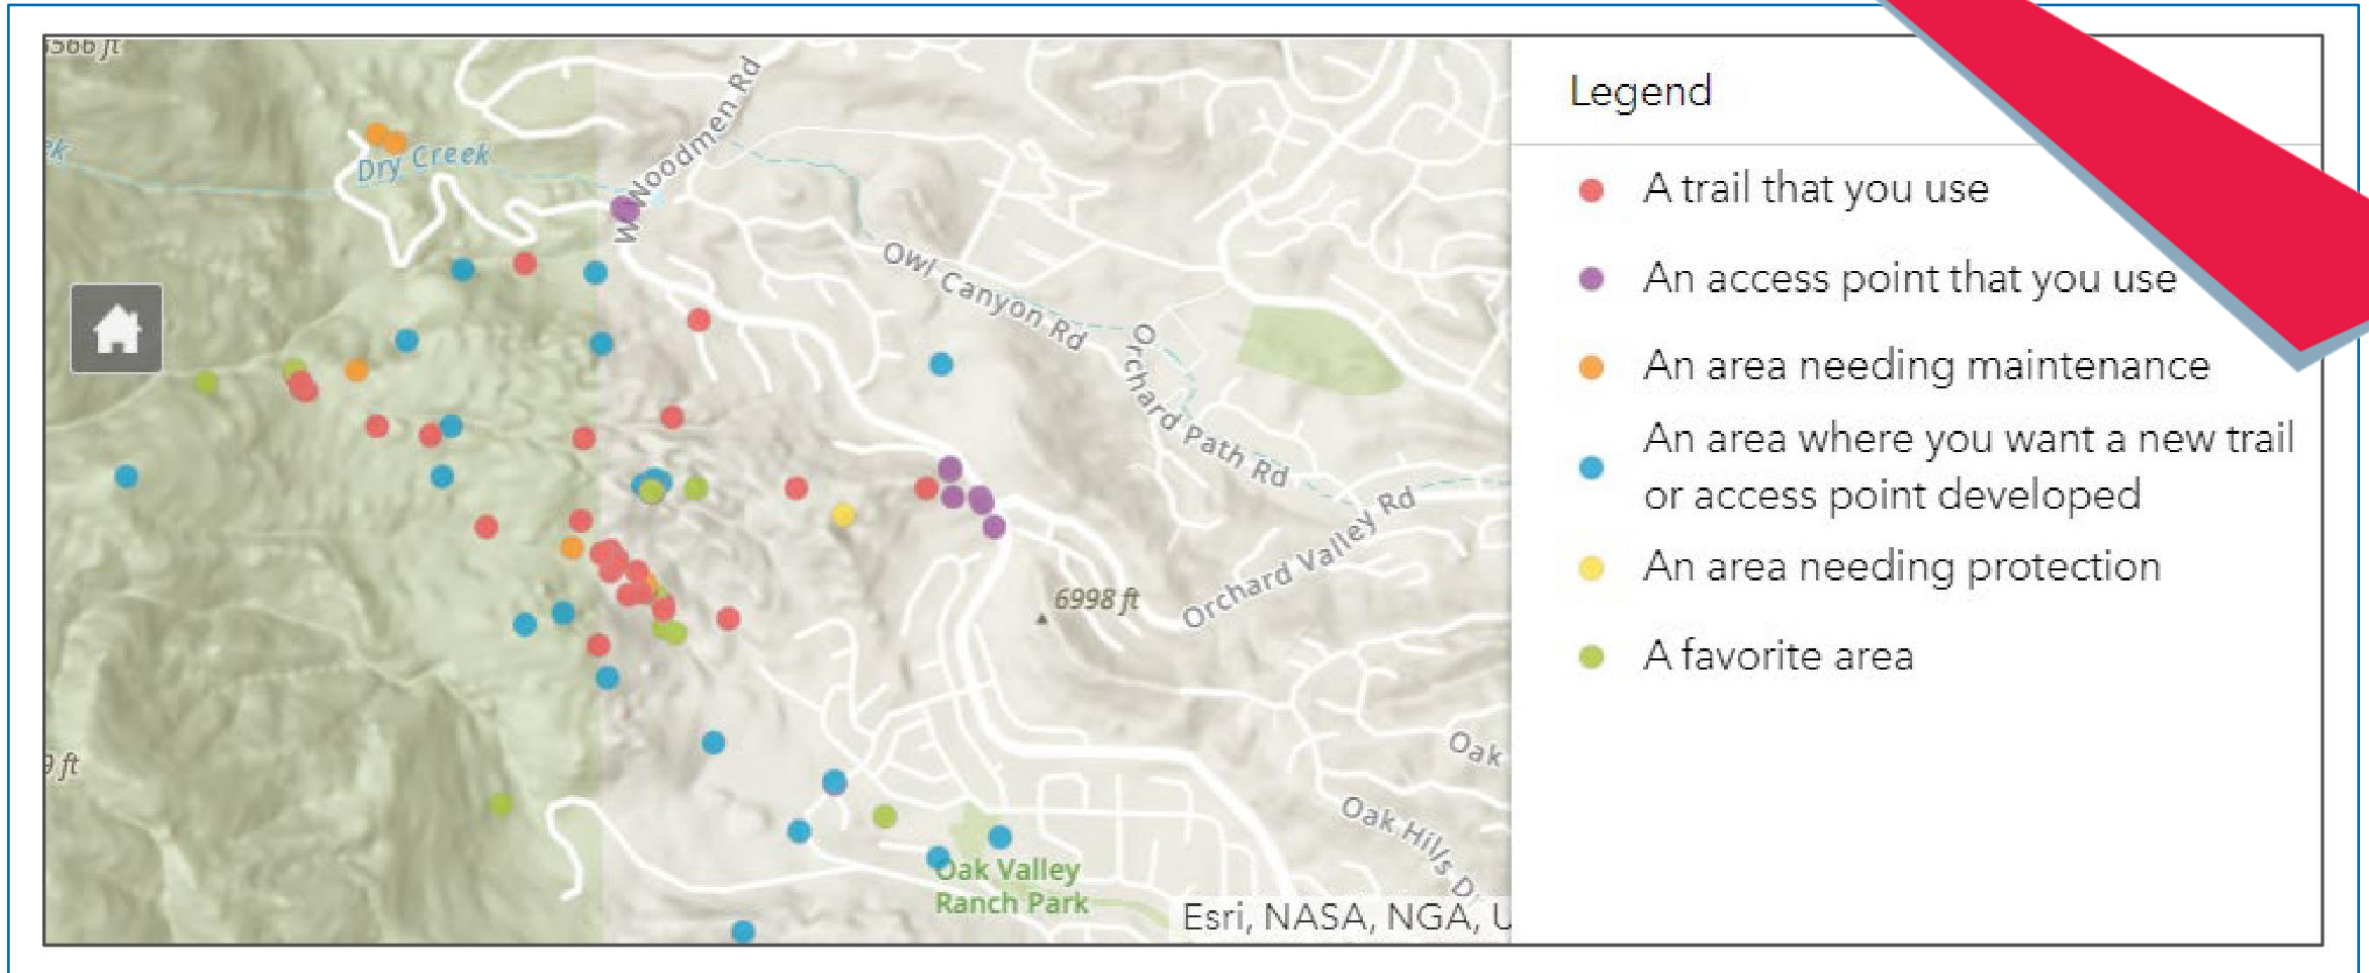 Dry Creek
W Woodmen Rd
Owl Canyon Rd
Orchard Path Rd
Orchard Valley Rd
6998 ft
Oak
Oak Hills Dr
Oak Valley
Ranch Park
Esri, NASA, NGA, U
Legend
A trail that you use
An access point that you use
An area needing maintenance
An area where you want a new trail
or access point developed
An area needing protection
A favorite area